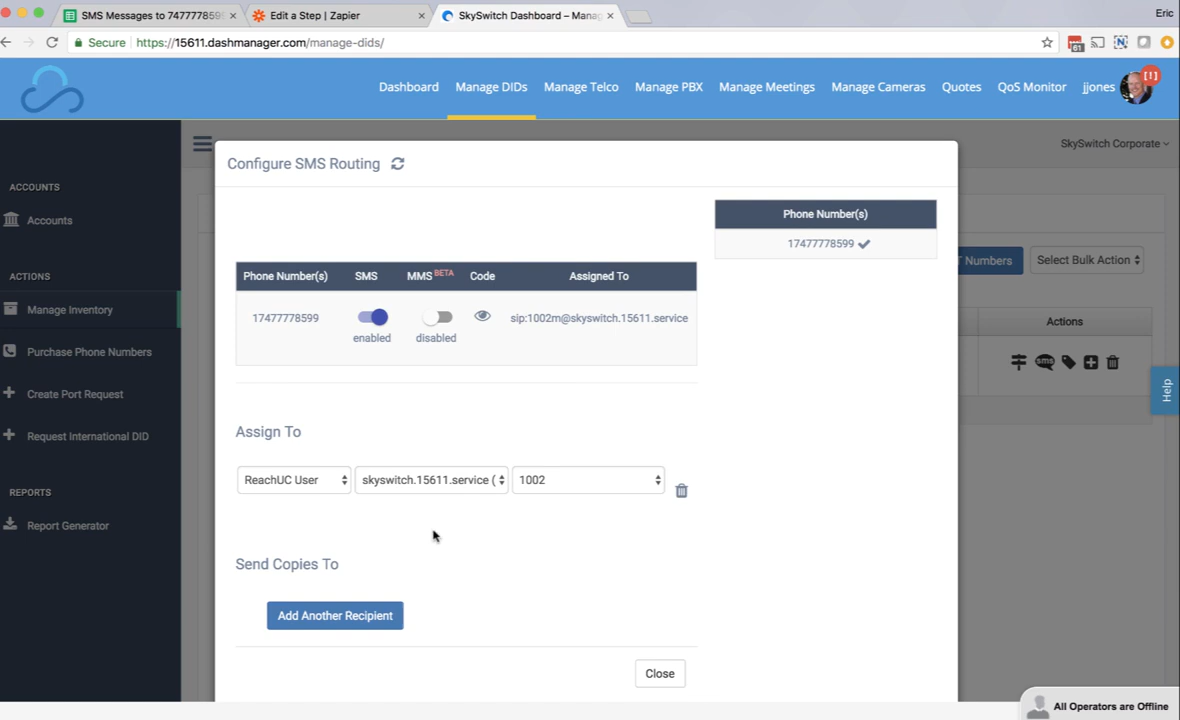 SMS Messages to 7477778599
Edit a Step | Zapier
SkySwitch Dashboard – Manag
Eric
Secure
https://15611.dashmanager.com/manage-dids/
61
N
Dashboard
Manage DIDs
Manage Telco
Manage PBX
Manage Meetings
Manage Cameras
Quotes
QoS Monitor
jjones
[1]
SkySwitch Corporate
ACCOUNTS
Accounts
ACTIONS
Manage Inventory
Purchase Phone Numbers
Create Port Request
Request International DID
REPORTS
Report Generator
Configure SMS Routing
Phone Number(s)
17477778599
Phone Number(s) SMS MMS BETA Code Assigned To
17477778599 enabled disabled sip:1002m@skyswitch.15611.service
Assign To
ReachUC User
skyswitch.15611.service (
1002
Send Copies To
Add Another Recipient
Close
T Numbers
Select Bulk Action
Actions
sms
Help
All Operators are Offline